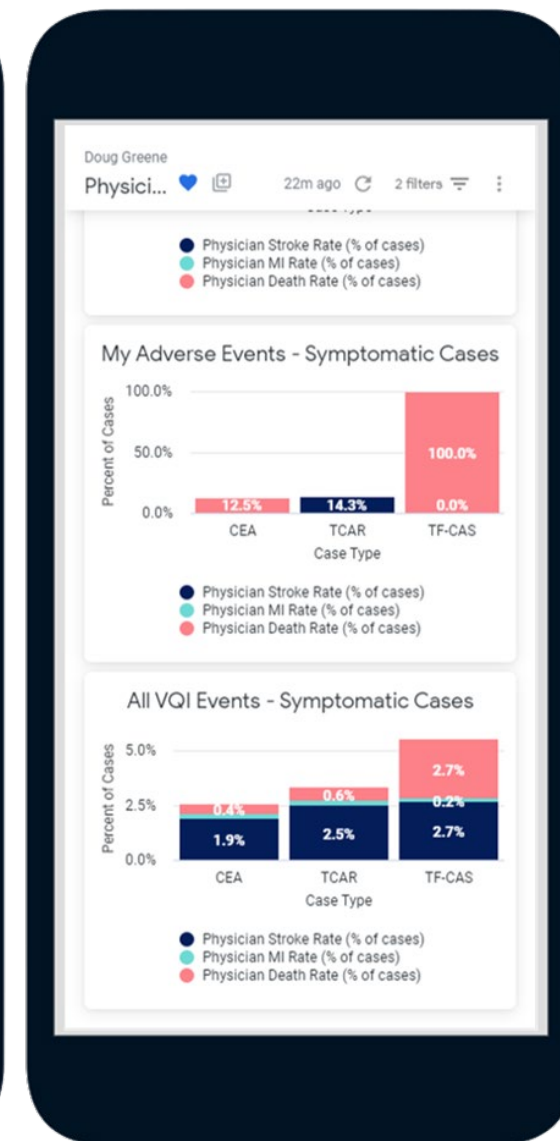 Doug Greene
Physici... 22m ago 2 filters
Physician Stroke Rate (% of cases)
Physician MI Rate (% of cases)
Physician Death Rate (% of cases)
My Adverse Events - Symptomatic Cases
Percent of Cases
100.0%
50.0%
0.0%
100.0%
12.5% 14.3% 0.0%
CEA TCAR TF-CAS
Case Type
Physician Stroke Rate (% of cases)
Physician MI Rate (% of cases)
Physician Death Rate (% of cases)
All VQI Events - Symptomatic Cases
Percent of Cases
5.0%
2.5%
0.0%
2.7%
0.4% 0.6% 0.2%
1.9% 2.5% 2.7%
CEA TCAR TF-CAS
Case Type
Physician Stroke Rate (% of cases)
Physician MI Rate (% of cases)
Physician Death Rate (% of cases)